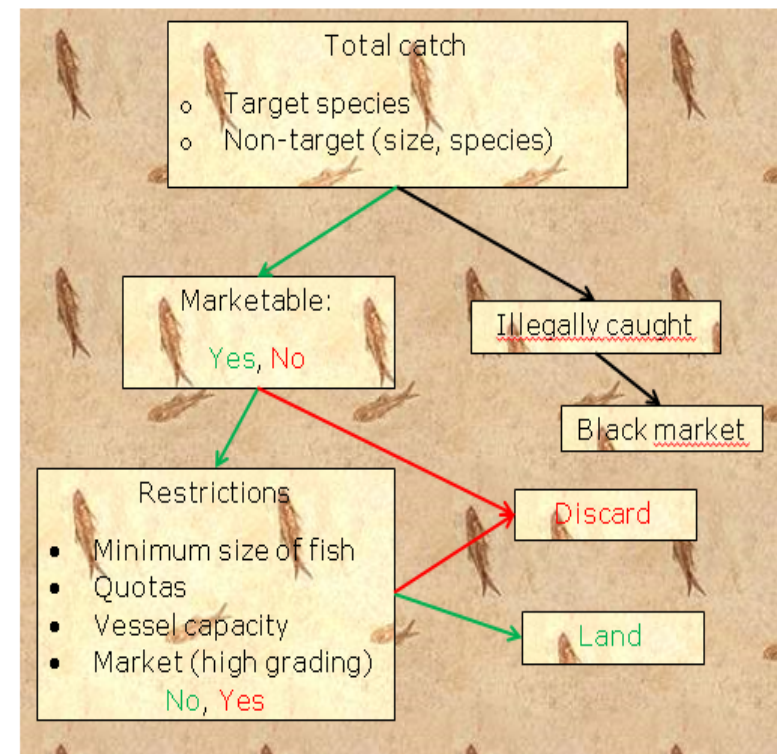 Total catch
o Target species
o Non-target (size, species)
Marketable:
Yes, No
Illegally caught
Black market
Restrictions
• Minimum size of fish
• Quotas
• Vessel capacity
• Market (high grading)
No, Yes
Discard
Land